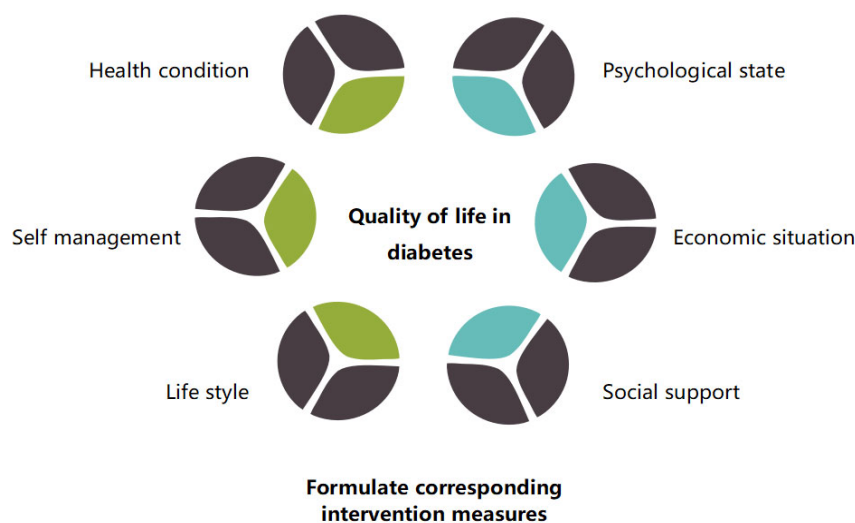 Health condition
Psychological state
Quality of life in
diabetes
Self management
Economic situation
Life style
Social support
Formulate corresponding
intervention measures